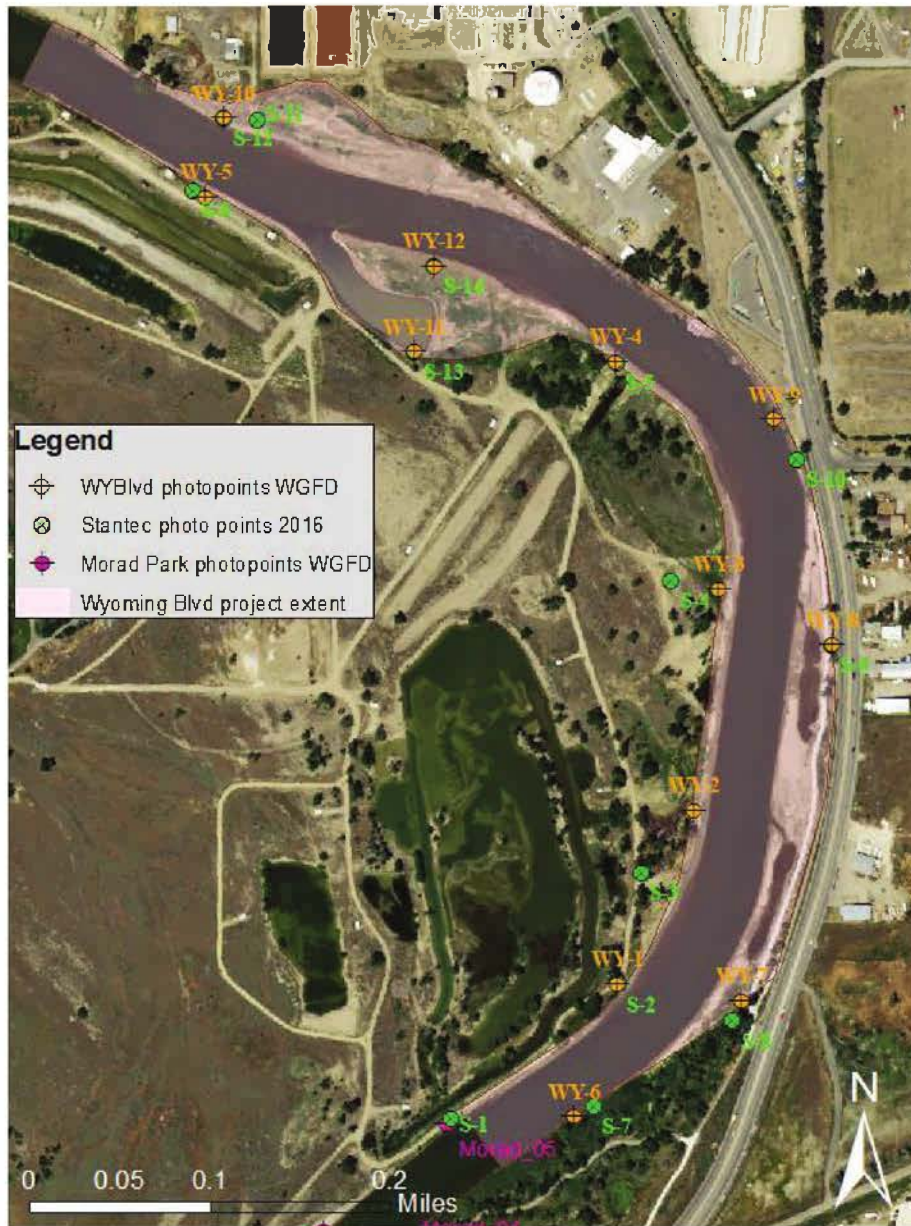 WY-10
S-11
S-12
WY-5
WY-12
S-14
WY-11
S-13
WY-4
S-5
WY-9
S-10
Legend
WYBlvd photopoints WGFD
Stantec photo points 2016
Morad Park photopoints WGFD
Wyoming Blvd project extent
WY-3
S-4
WY-8
WY-2
S-3
WY-1
S-2
WY-7
S-8
WY-6
S-7
S-1
Morad_05
N
0 0.05 0.1 0.2
Miles